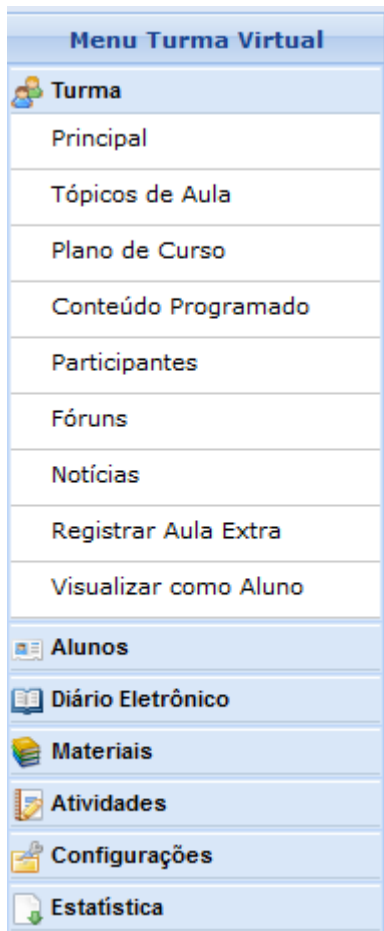 Menu Turma Virtual
Turma
Principal
Tópicos de Aula
Plano de Curso
Conteúdo Programado
Participantes
Fóruns
Notícias
Registrar Aula Extra
Visualizar como Aluno
Alunos
Diário Eletrônico
Materiais
Atividades
Configurações
Estatística